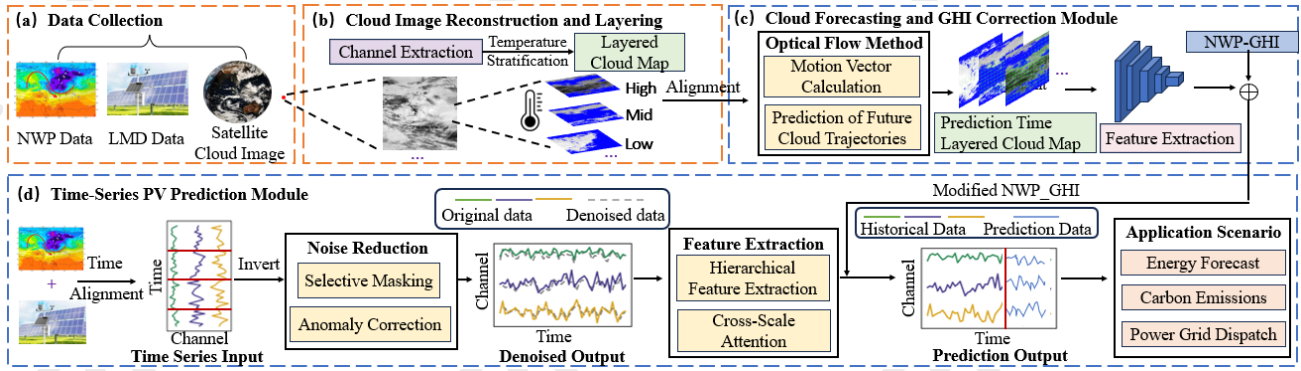 (a) Data Collection
NWP Data
LMD Data
Satellite
Cloud Image
(b) Cloud Image Reconstruction and Layering
Channel Extraction
Temperature
Stratification
Layered
Cloud Map
High
Mid
Low
...
...
Alignment
(c) Cloud Forecasting and GHI Correction Module
Optical Flow Method
Motion Vector
Calculation
Prediction of Future
Cloud Trajectories
...
Prediction Time
Layered Cloud Map
Feature Extraction
NWP-GHI
(d) Time-Series PV Prediction Module
+
Time
Alignment
Time
Channel
Time Series Input
Invert
Noise Reduction
Selective Masking
Anomaly Correction
Original data
Denoised data
Channel
Time
Denoised Output
Feature Extraction
Hierarchical
Feature Extraction
Cross-Scale
Attention
Modified NWP_GHI
Historical Data
Prediction Data
Channel
Time
Prediction Output
Application Scenario
Energy Forecast
Carbon Emissions
Power Grid Dispatch